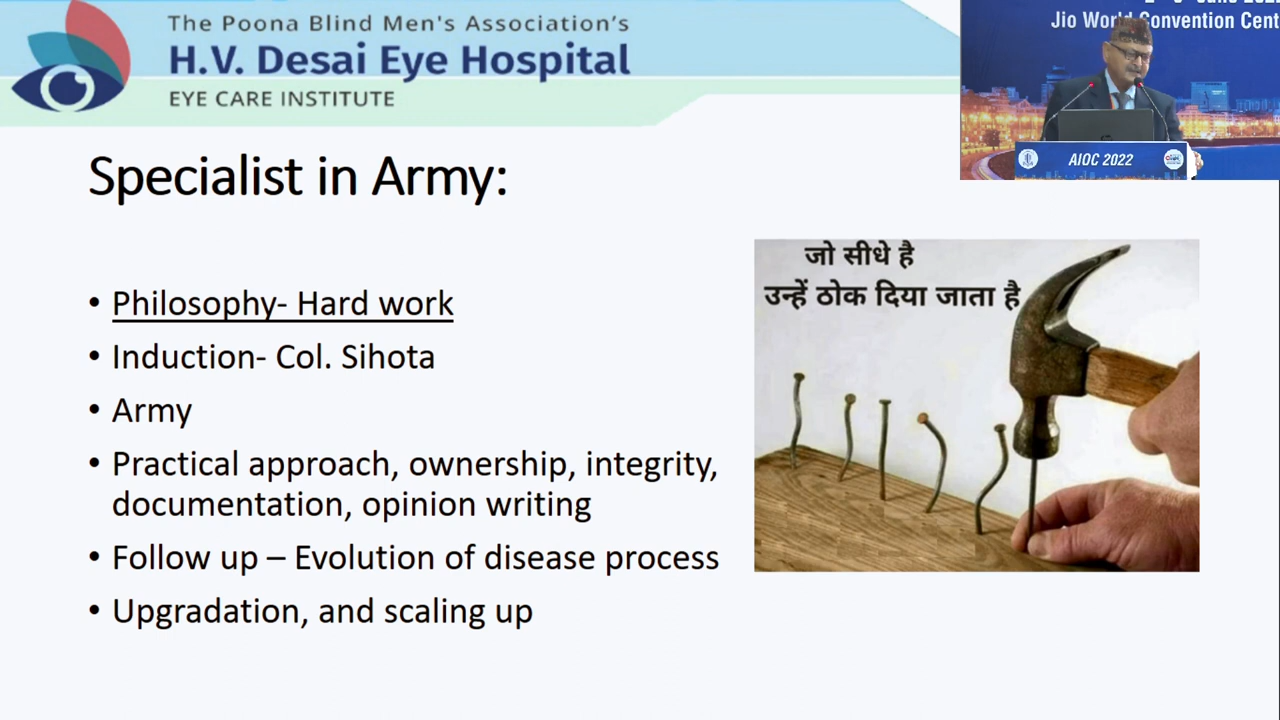 The Poona Blind Men's Association's
H.V. Desai Eye Hospital
EYE CARE INSTITUTE
Jio World Convention Cent
AIOC 2022
Specialist in Army:
जो सीधे है
उन्हें ठोक दिया जाता है
• Philosophy- Hard work
• Induction- Col. Sihota
• Army
• Practical approach, ownership, integrity,
documentation, opinion writing
• Follow up – Evolution of disease process
• Upgradation, and scaling up